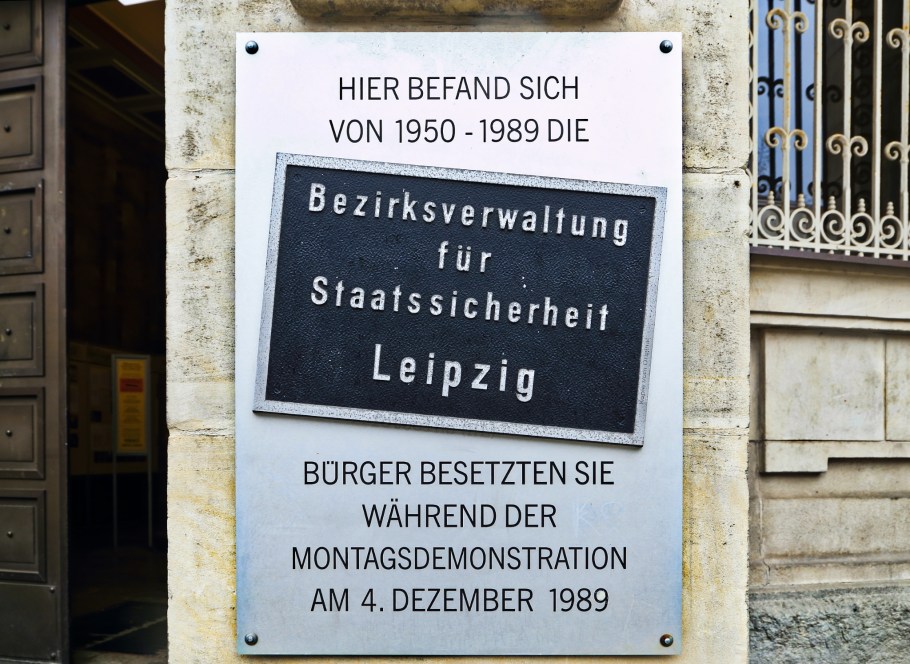 HIER BEFAND SICH
VON 1950 - 1989 DIE
Bezirksverwaltung
für
Staatssicherheit
Leipzig
BÜRGER BESETZTEN SIE
WÄHREND DER
MONTAGSDEMONSTRATION
AM 4. DEZEMBER 1989